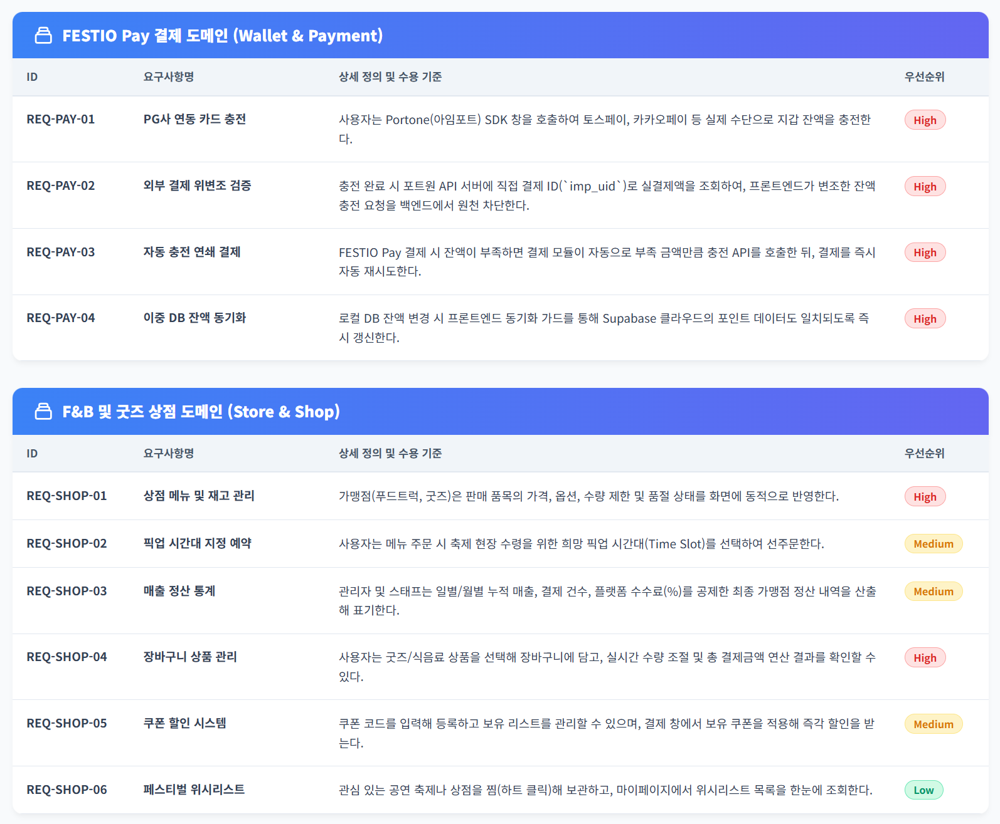 FESTIO Pay 결제 도메인 (Wallet & Payment)
ID 요구사항명 상세 정의 및 수용 기준 우선순위
REQ-PAY-01 PG사 연동 카드 충전 사용자는 Portone(아임포트) SDK 창을 호출하여 토스페이, 카카오페이 등 실제 수단으로 지갑 잔액을 충전한 High
다.
REQ-PAY-02 외부 결제 위변조 검증 충전 완료 시 포트원 API 서버에 직접 결제 ID(`imp_uid`)로 실결제액을 조회하여, 프론트엔드가 변조한 잔액 High
충전 요청을 백엔드에서 원천 차단한다.
REQ-PAY-03 자동 충전 연쇄 결제 FESTIO Pay 결제 시 잔액이 부족하면 결제 모듈이 자동으로 부족 금액만큼 충전 API를 호출한 뒤, 결제를 즉시 High
자동 재시도한다.
REQ-PAY-04 이중 DB 잔액 동기화 로컬 DB 잔액 변경 시 프론트엔드 동기화 가드를 통해 Supabase 클라우드의 포인트 데이터도 일치되도록 즉 High
시 갱신한다.
F&B 및 굿즈 상점 도메인 (Store & Shop)
ID 요구사항명 상세 정의 및 수용 기준 우선순위
REQ-SHOP-01 상점 메뉴 및 재고 관리 가맹점(푸드트럭, 굿즈)은 판매 품목의 가격, 옵션, 수량 제한 및 품절 상태를 화면에 동적으로 반영한다. High
REQ-SHOP-02 픽업 시간대 지정 예약 사용자는 메뉴 주문 시 축제 현장 수령을 위한 희망 픽업 시간대(Time Slot)를 선택하여 선주문한다. Medium
REQ-SHOP-03 매출 정산 통계 관리자 및 스태프는 일별/월별 누적 매출, 결제 건수, 플랫폼 수수료(%)를 공제한 최종 가맹점 정산 내역을 산출 Medium
해 표기한다.
REQ-SHOP-04 장바구니 상품 관리 사용자는 굿즈/식음료 상품을 선택해 장바구니에 담고, 실시간 수량 조절 및 총 결제금액 연산 결과를 확인할 수 High
있다.
REQ-SHOP-05 쿠폰 할인 시스템 쿠폰 코드를 입력해 등록하고 보유 리스트를 관리할 수 있으며, 결제 창에서 보유 쿠폰을 적용해 즉각 할인을 받 Medium
는다.
REQ-SHOP-06 페스티벌 위시리스트 관심 있는 공연 축제나 상점을 찜(하트 클릭)해 보관하고, 마이페이지에서 위시리스트 목록을 한눈에 조회한다. Low